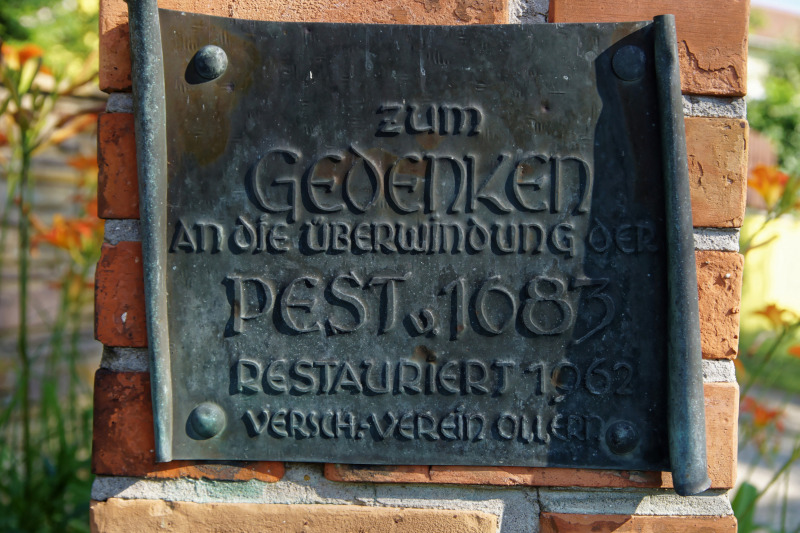 ZUM
GEDENKEN
AN DIE ÜBERWINDUNG DER
PEST v. 1683
RESTAURIERT 1962
VERSCH.-VEREIN OLLERN